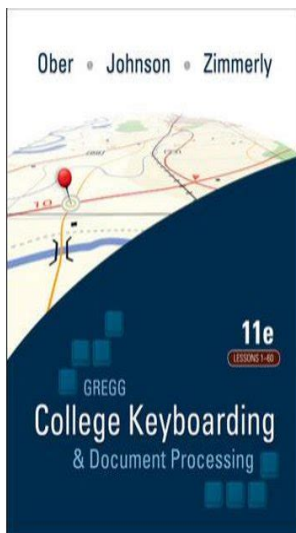 Ober • Johnson • Zimmerly
10
11e
LESSONS 1-60
GREGG
College Keyboarding
& Document Processing